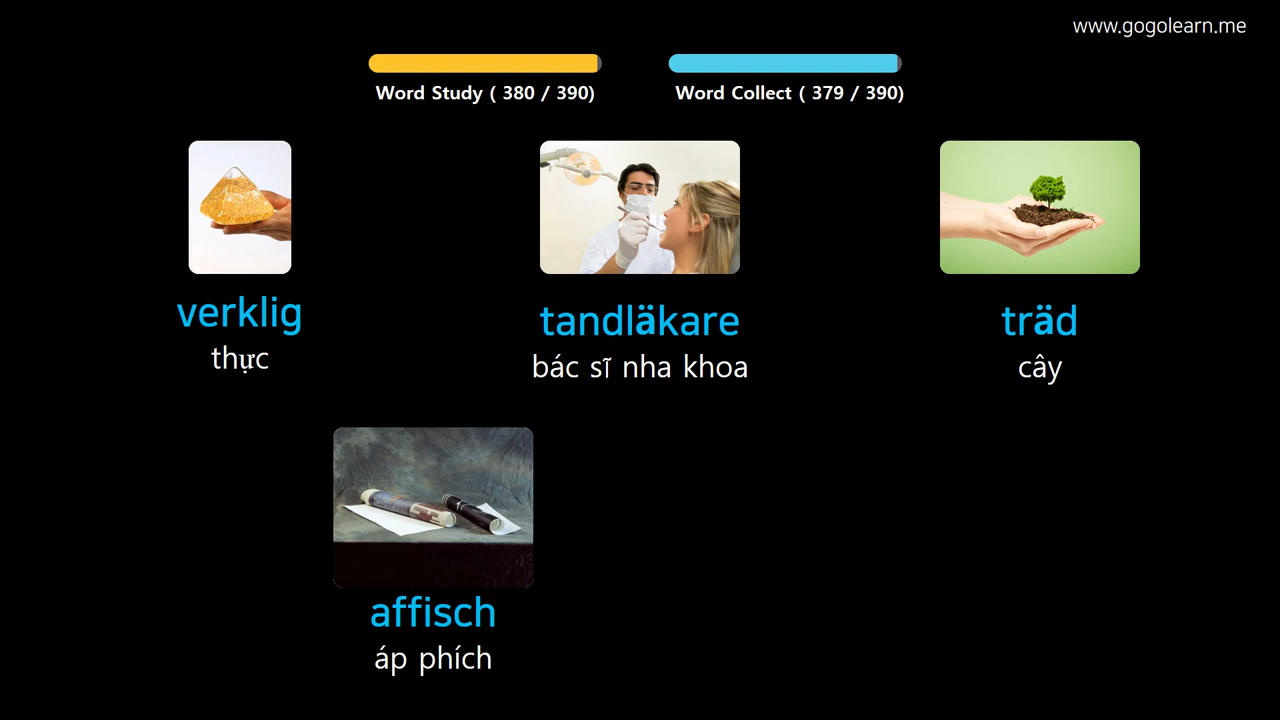 www.gogolearn.me
Word Study ( 380 / 390)
Word Collect ( 379 / 390)
verklig
thực
tandläkare
bác sĩ nha khoa
träd
cây
affisch
áp phích